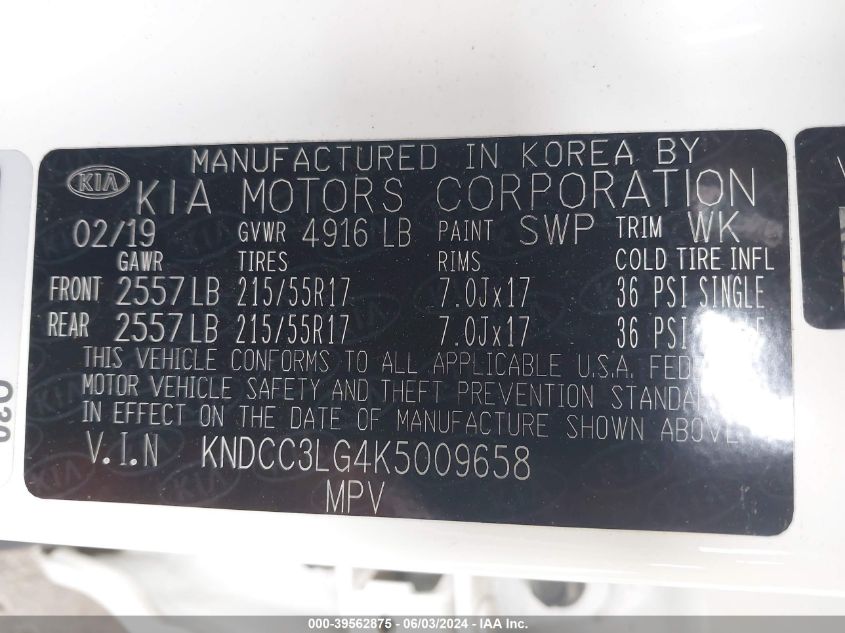 MANUFACTURED IN KOREA BY
KIA KIA MOTORS CORPORATION
02/19 GVWR 4916 LB PAINT SWP TRIM WK
GAWR TIRES RIMS COLD TIRE INFL
FRONT 2557 LB 215/55R17 7.0Jx17 36 PSI SINGLE
REAR 2557 LB 215/55R17 7.0Jx17 36 PSI
THIS VEHICLE CONFORMS TO ALL APPLICABLE U.S.A.
MOTOR VEHICLE SAFETY AND THEFT PREVENTION
IN EFFECT ON THE DATE OF MANUFACTURE SHOWN ABOVE.
V.I.N KNDCC3LG4K5009658
MPV
000-39562875 - 06/03/2024 - IAA Inc.